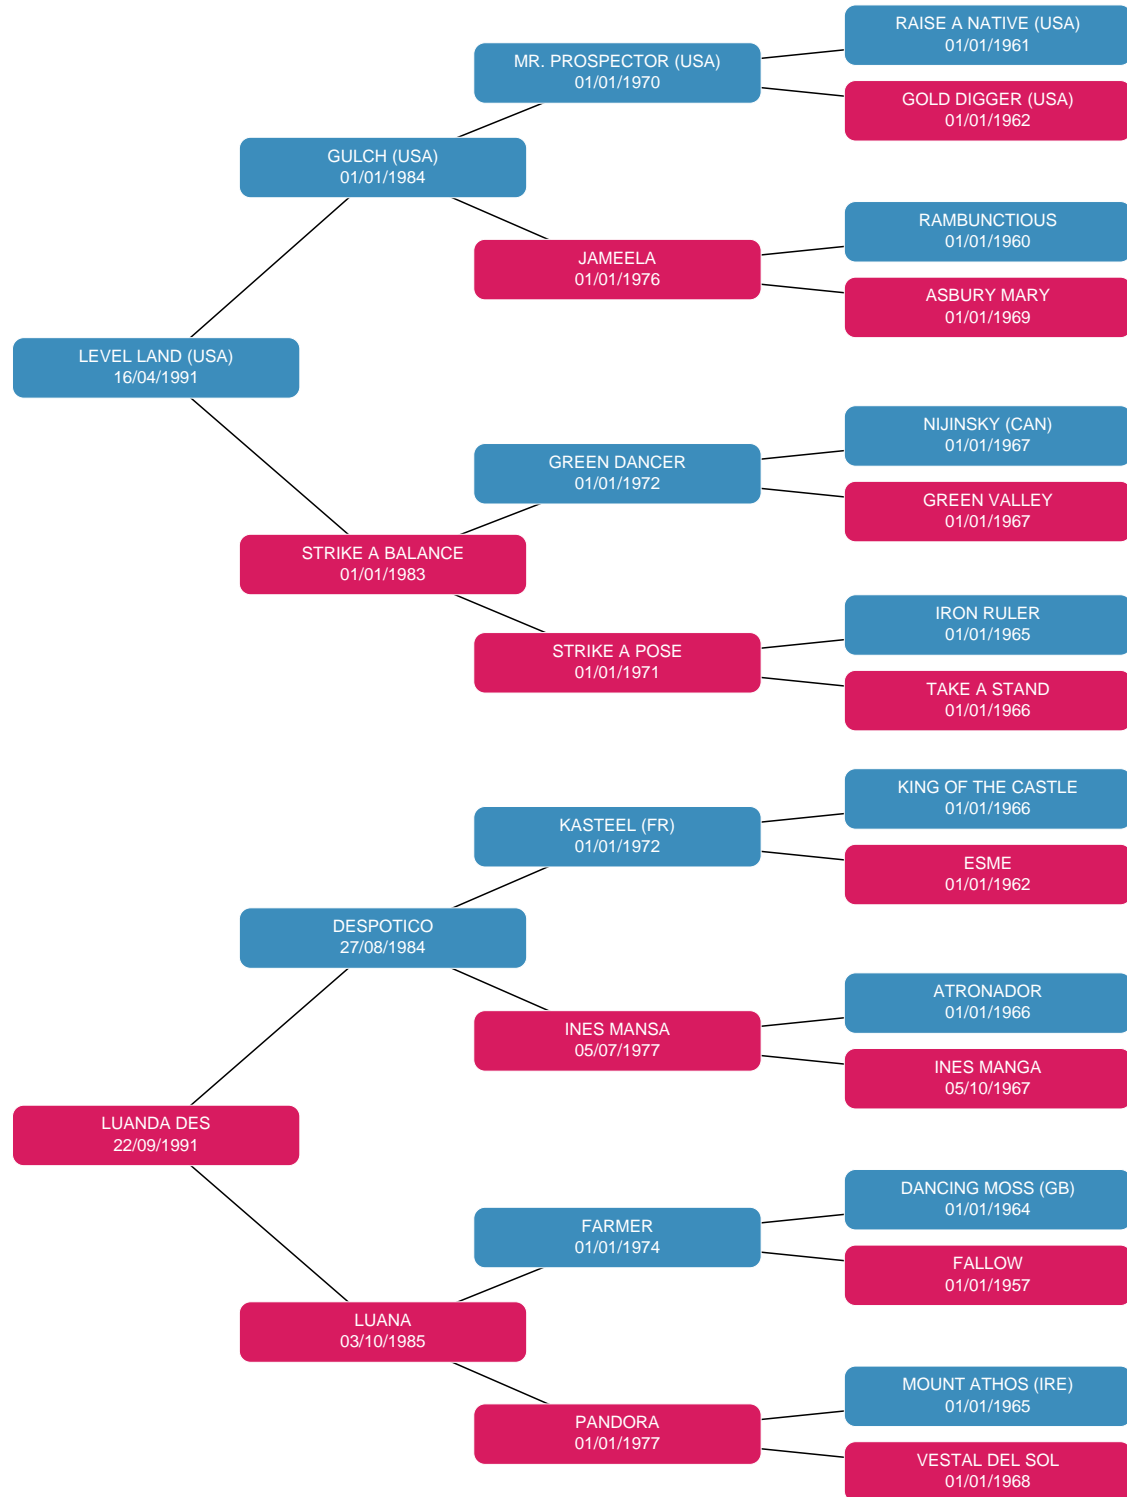 RAISE A NATIVE (USA)
01/01/1961
MR. PROSPECTOR (USA)
01/01/1970
GOLD DIGGER (USA)
01/01/1962
GULCH (USA)
01/01/1984
RAMBUNCTIOUS
01/01/1960
JAMEELA
01/01/1976
ASBURY MARY
01/01/1969
LEVEL LAND (USA)
16/04/1991
NIJINSKY (CAN)
01/01/1967
GREEN DANCER
01/01/1972
GREEN VALLEY
01/01/1967
STRIKE A BALANCE
01/01/1983
IRON RULER
01/01/1965
STRIKE A POSE
01/01/1971
TAKE A STAND
01/01/1966
KING OF THE CASTLE
01/01/1966
KASTEEL (FR)
01/01/1972
ESME
01/01/1962
DESPOTICO
27/08/1984
ATRONADOR
01/01/1966
INES MANSA
05/07/1977
INES MANGA
05/10/1967
LUANDA DES
22/09/1991
DANCING MOSS (GB)
01/01/1964
FARMER
01/01/1974
FALLOW
01/01/1957
LUANA
03/10/1985
MOUNT ATHOS (IRE)
01/01/1965
PANDORA
01/01/1977
VESTAL DEL SOL
01/01/1968